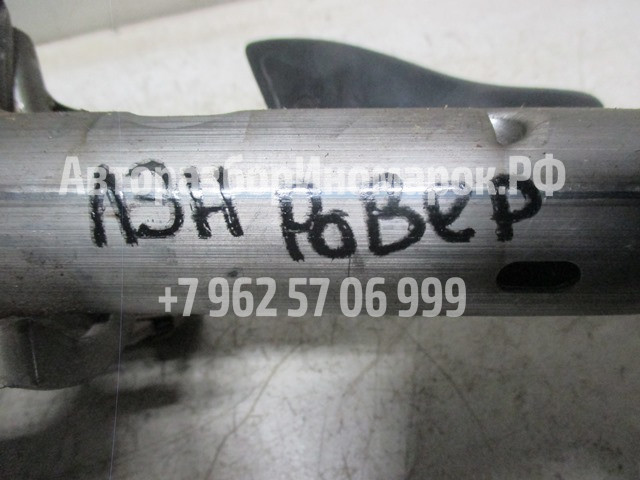 АвторазборИномарок.РФ
ЛЭН РОВЕР
+7 962 57 06 999